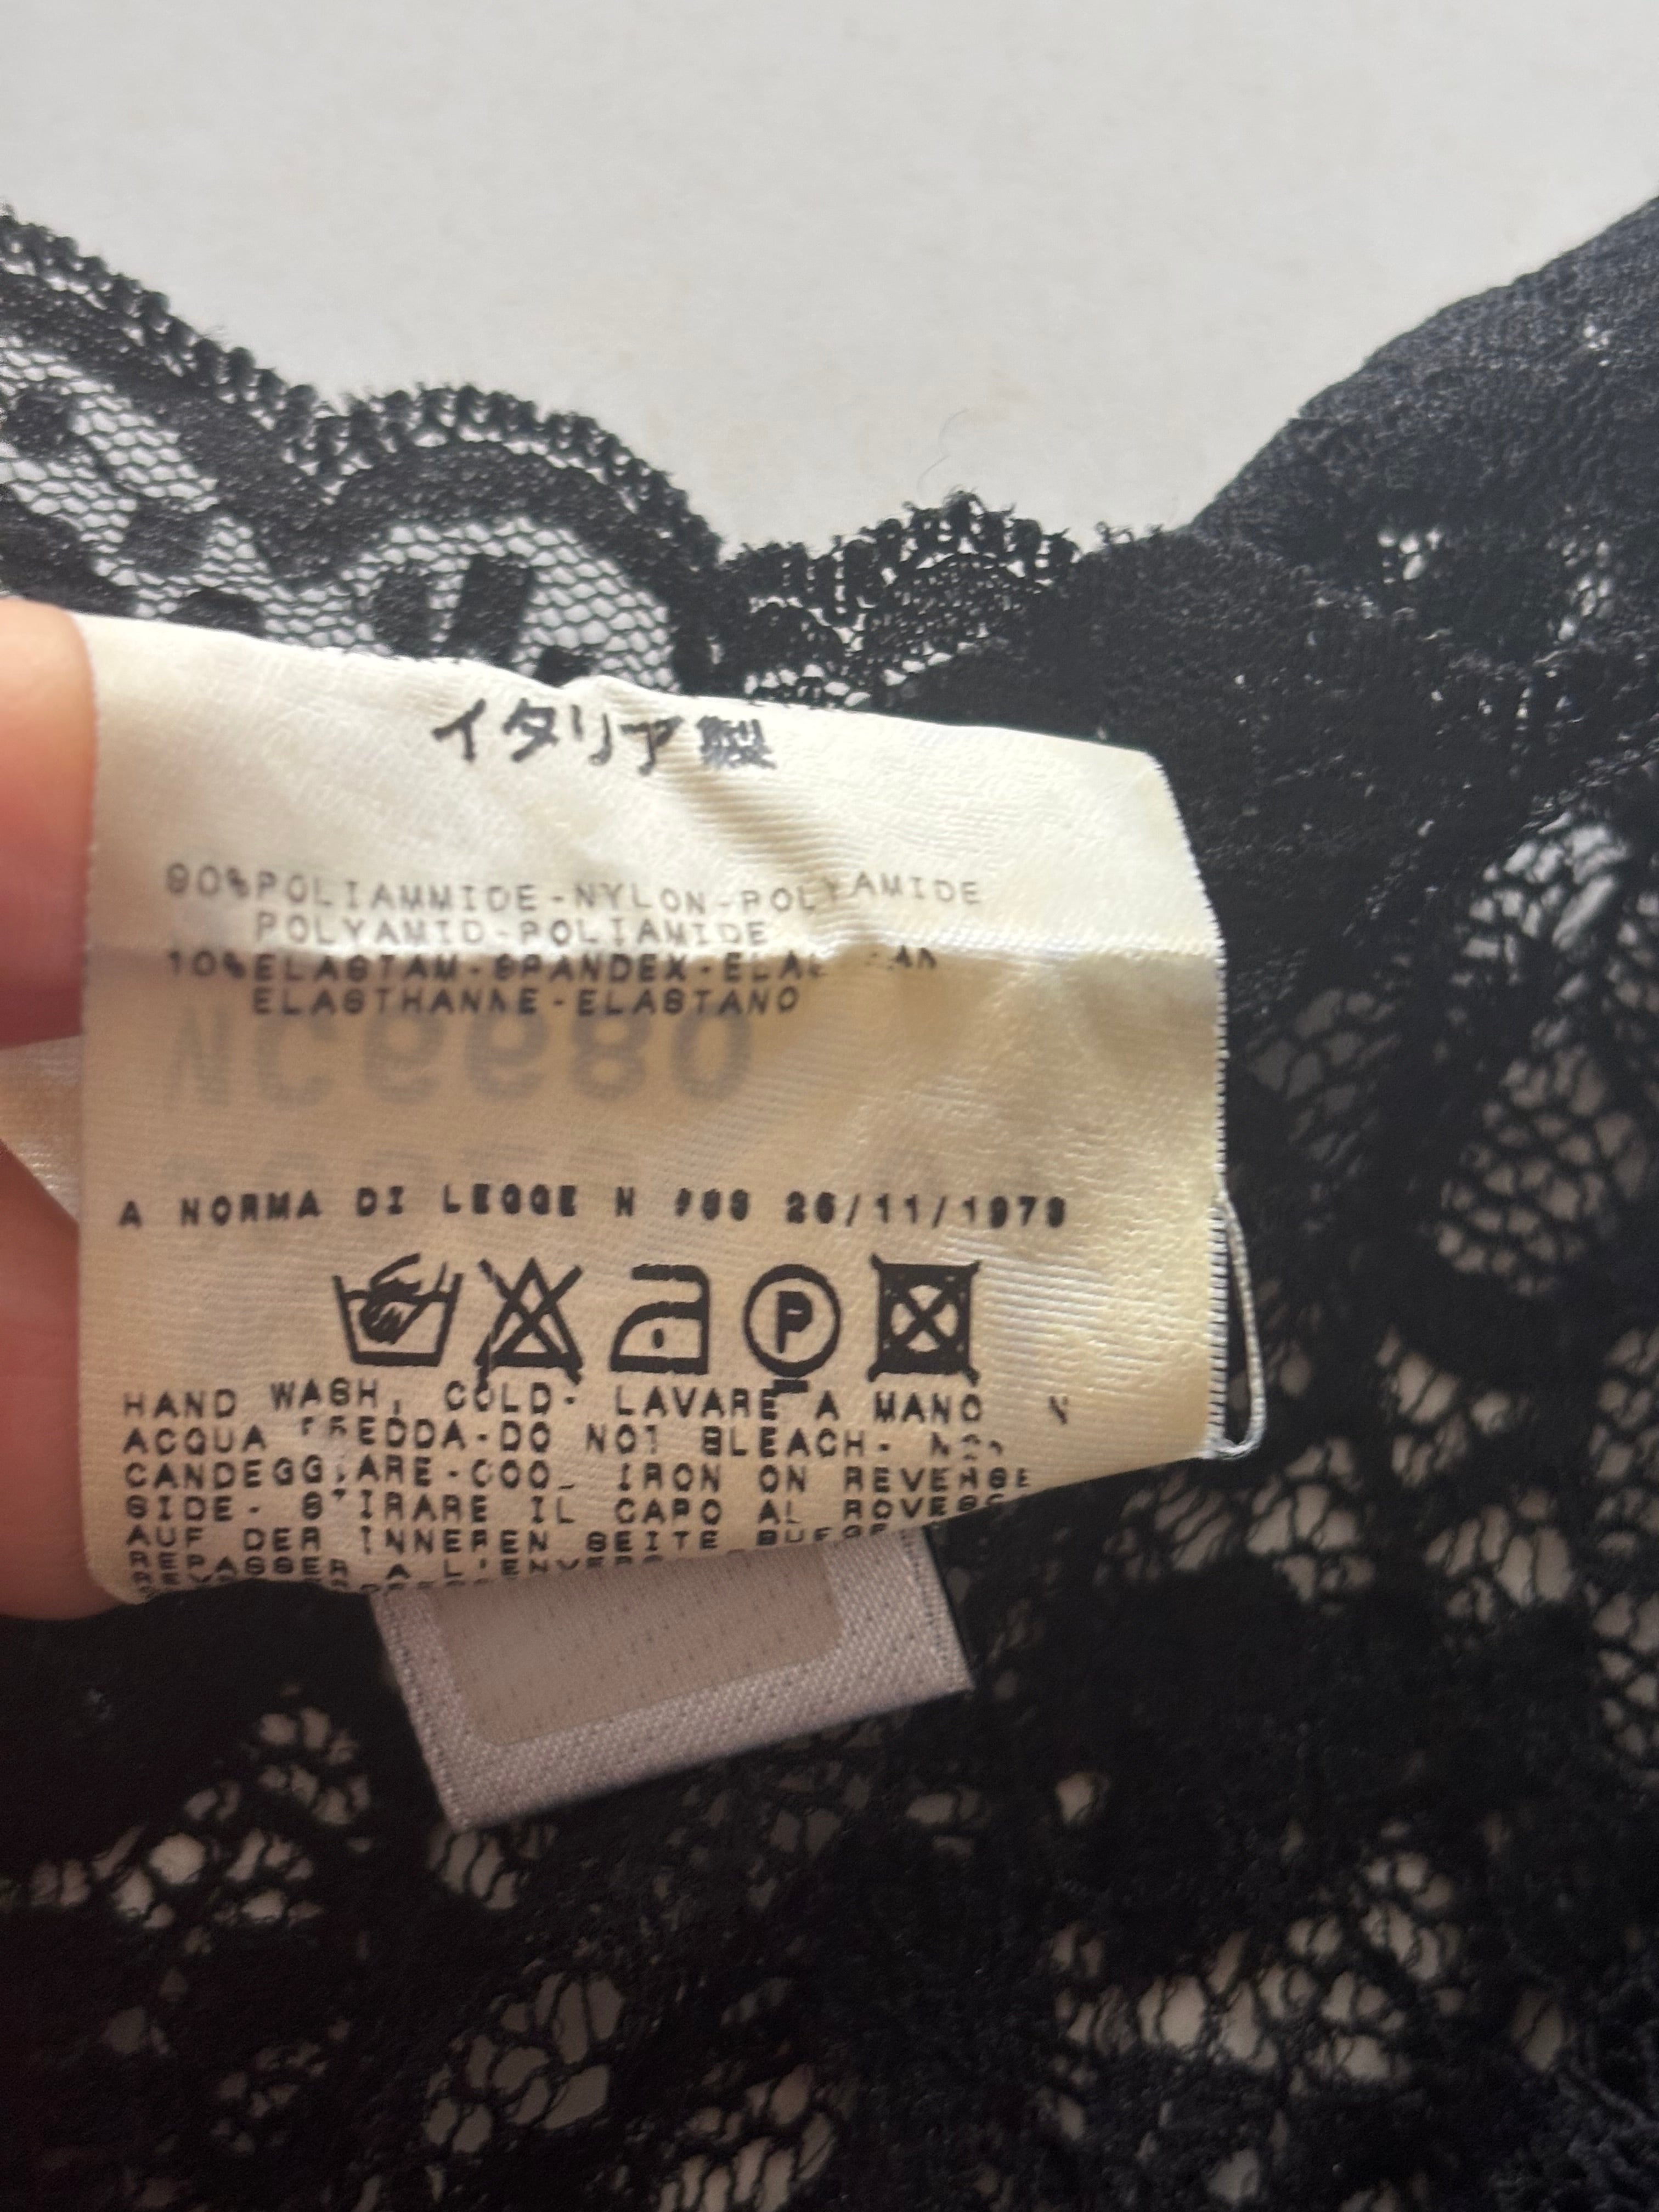 イタリア製
90%POLIAMMIDE-NYLON-POLYAMIDE
POLYAMID-POLIAMIDE
10%ELASTAM-SPANDEX-
ELASTHANNE-ELASTANO
A NORMA DI LEGGE N 26/11/1973
P
HAND WASH, COLD- LAVARE A MANO
ACQUA FREDDA-DO NOT BLEACH-
CANDEGGIARE-COOL IRON ON REVERSE
SIDE- STIRARE IL CAPO AL
AUF DER INNEREN SEITE
REPASSER A L'ENVERS